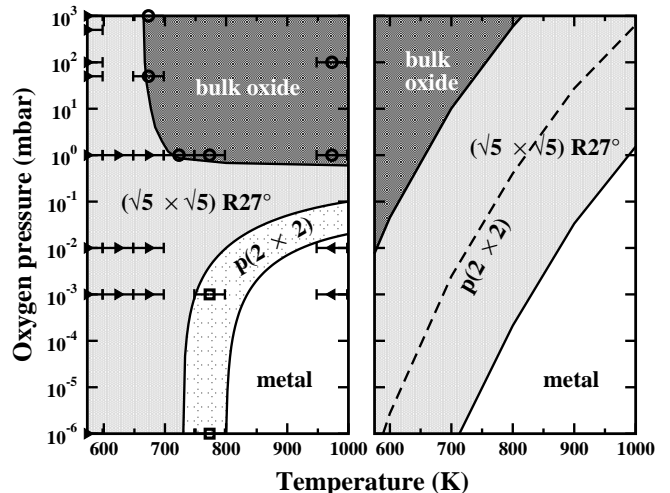 Oxygen pressure (mbar)
10³
10²
10¹
10⁰
10⁻¹
10⁻²
10⁻³
10⁻⁴
10⁻⁵
10⁻⁶
bulk oxide
(√5 × √5) R27°
p(2 × 2)
metal
600 700 800 900 1000
bulk
oxide
(√5 × √5) R27°
p(2 × 2)
metal
600 700 800 900 1000
Temperature (K)